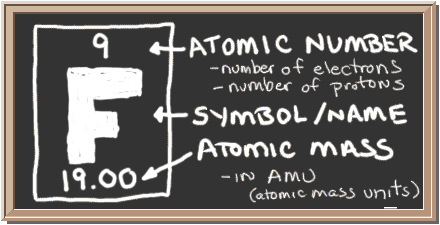 9
F
19.00
ATOMIC NUMBER
-number of electrons
-number of protons
SYMBOL/NAME
ATOMIC MASS
-IN AMU
(atomic mass units)